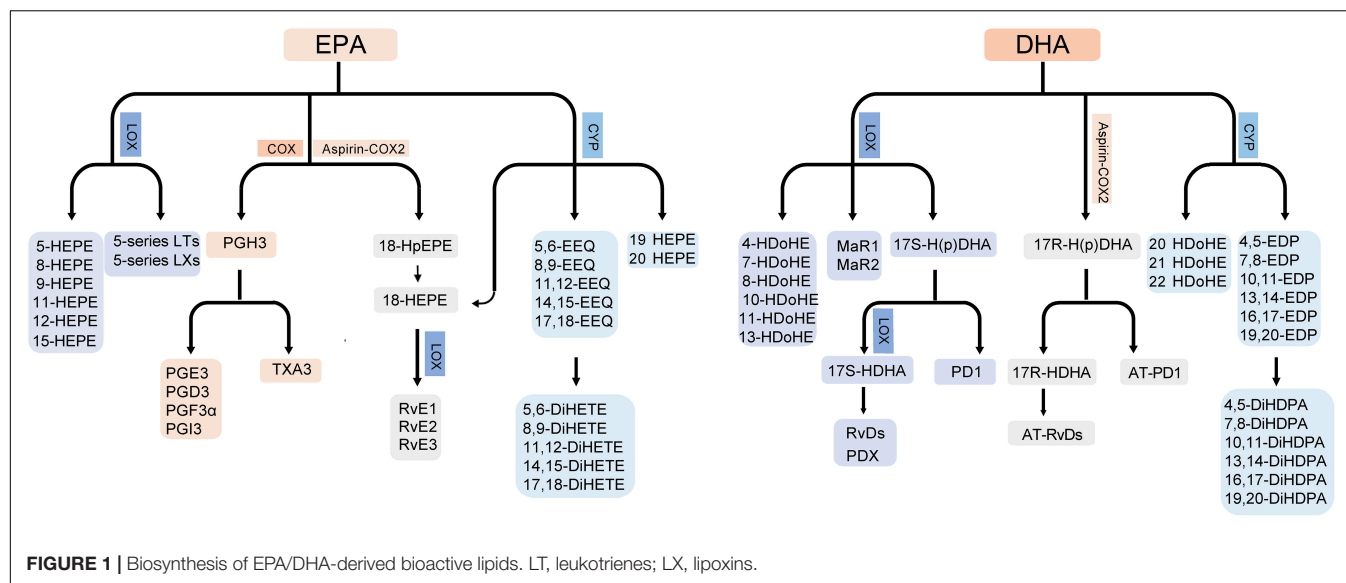 EPA
LOX
COX
Aspirin-COX2
CYP
5-HEPE
8-HEPE
9-HEPE
11-HEPE
12-HEPE
15-HEPE
5-series LTs
5-series LXs
PGH3
PGE3
PGD3
PGF3α
PGI3
TXA3
18-HpEPE
18-HEPE
LOX
RvE1
RvE2
RvE3
5,6-EEQ
8,9-EEQ
11,12-EEQ
14,15-EEQ
17,18-EEQ
5,6-DiHETE
8,9-DiHETE
11,12-DiHETE
14,15-DiHETE
17,18-DiHETE
19 HEPE
20 HEPE
DHA
LOX
Aspirin-COX2
CYP
4-HDoHE
7-HDoHE
8-HDoHE
10-HDoHE
11-HDoHE
13-HDoHE
MaR1
MaR2
17S-H(p)DHA
LOX
17S-HDHA
PD1
RvDs
PDX
17R-H(p)DHA
17R-HDHA
AT-PD1
AT-RvDs
20 HDoHE
21 HDoHE
22 HDoHE
4,5-EDP
7,8-EDP
10,11-EDP
13,14-EDP
16,17-EDP
19,20-EDP
4,5-DiHDPA
7,8-DiHDPA
10,11-DiHDPA
13,14-DiHDPA
16,17-DiHDPA
19,20-DiHDPA
FIGURE 1 | Biosynthesis of EPA/DHA-derived bioactive lipids. LT, leukotrienes; LX, lipoxins.